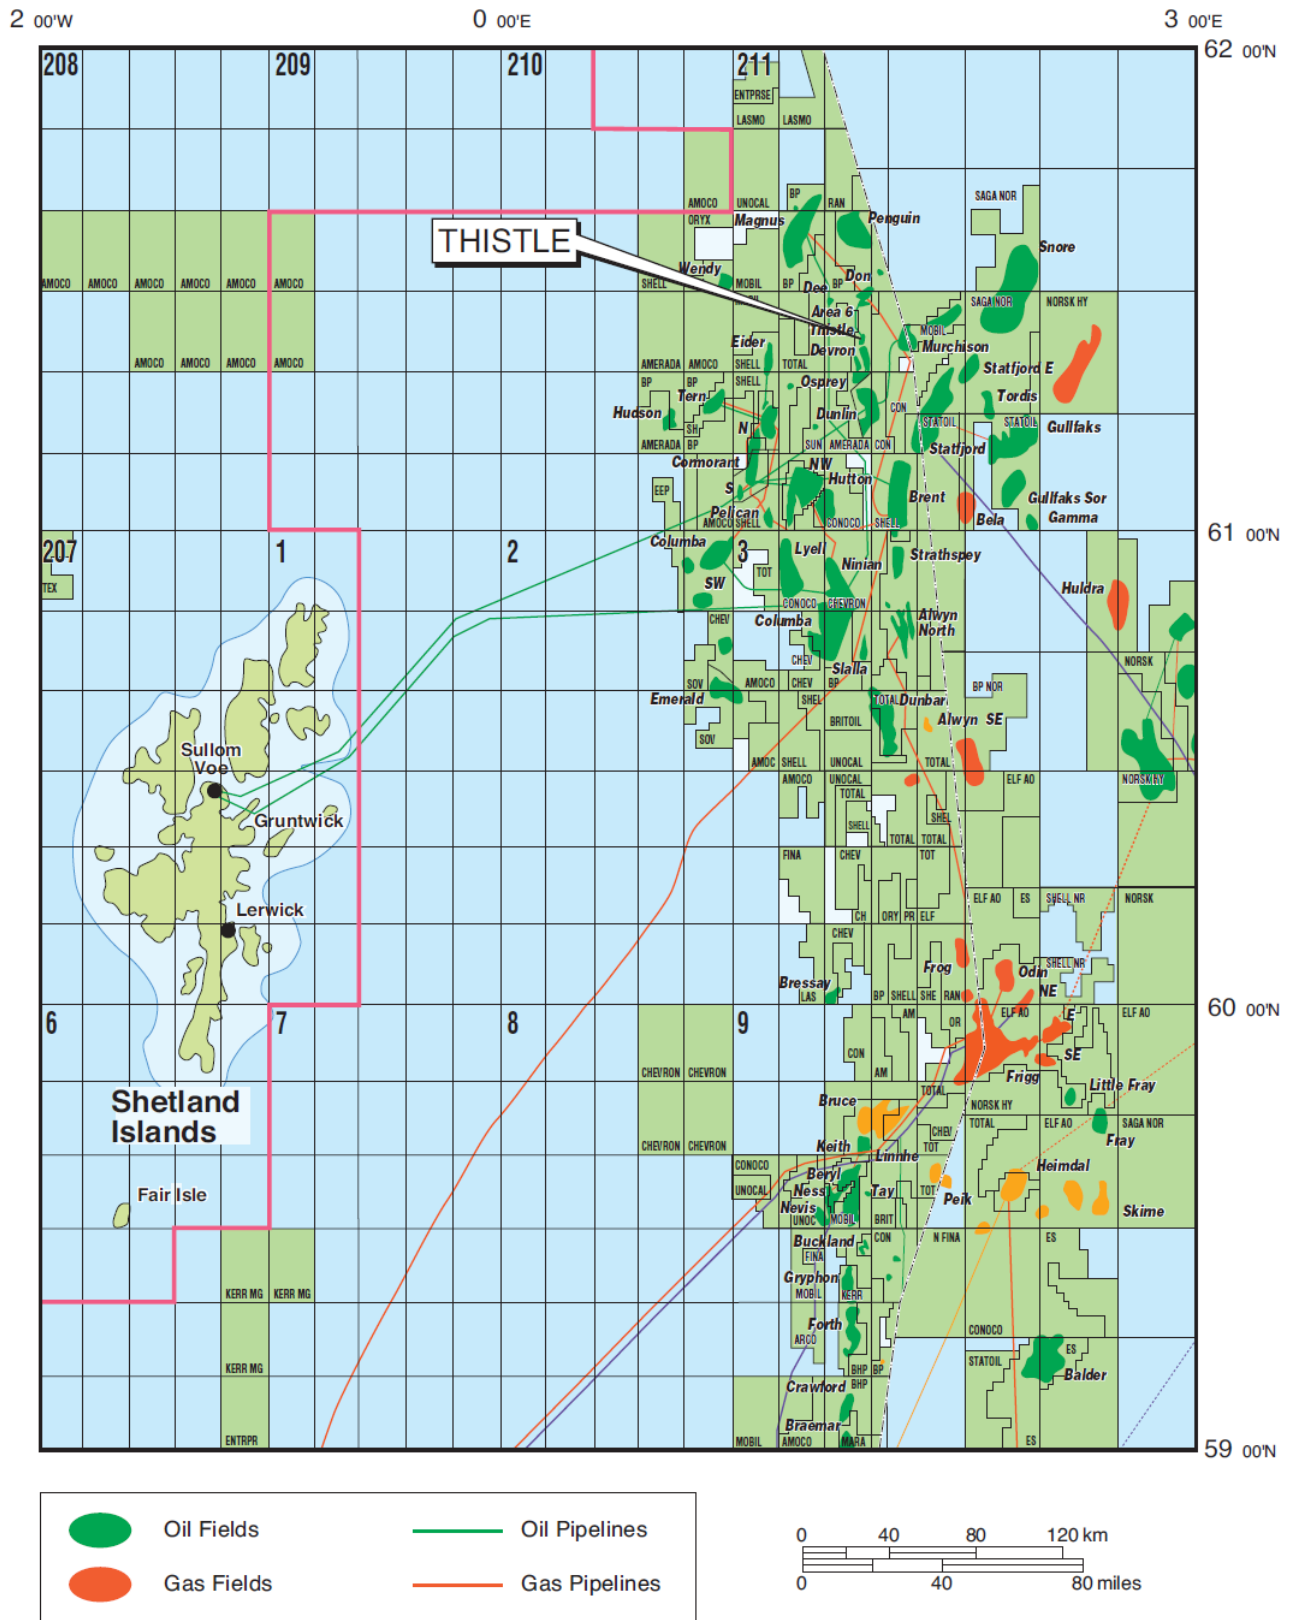 2 00'W
0 00'E
3 00'E
62 00'N
208
209
210
211
ENTPRSE
LASMO
LASMO
AMOCO
UNOCAL
BP
RAN
SAGA NOR
ORYX
Magnus
Penguin
THISTLE
Snore
Wendy
Don
Dee
BP
AMOCO
AMOCO
AMOCO
AMOCO
AMOCO
AMOCO
SHELL
MOBIL
BP
SAGA NOR
NORSK HY
Area 6
Thistle
MOBIL
Eider
Devron
Murchison
AMOCO
AMOCO
AMOCO
AMOCO
AMERADA
AMOCO
SHELL
TOTAL
Statfjord E
BP
BP
SHELL
Osprey
Tern
Tordis
Hudson
Dunlin
CON
SH
N
STATOIL
STATOIL
Gullfaks
AMERADA
BP
SUN
AMERADA
CON
Statfjord
Cormorant
NW
Hutton
EEP
S
Brent
Gullfaks Sor
Pelican
Gamma
AMOCO
SHELL
CONOCO
SHELL
Bela
61 00'N
207
1
2
3
Columba
Lyell
Strathspey
Ninian
TEX
TOT
SW
Huldra
CONOCO
CHEVRON
CHEV
Columba
Alwyn
North
CHEV
Slalla
NORSK
SOV
AMOCO
CHEV
BP
BP NOR
Emerald
SHEL
TOTAL
Dunbar
BRITOIL
Alwyn SE
SOV
Sullom
Voe
AMOC
SHELL
UNOCAL
TOTAL
AMOCO
UNOCAL
ELF AO
NORSK HY
TOTAL
Gruntwick
SHELL
SHEL
TOTAL
TOTAL
FINA
CHEV
TOT
Lerwick
ELF AO
ES
SHELL NR
NORSK
CH
ORY
PR
ELF
CHEV
Frog
SHELL NR
Odin
Bressay
LAS
BP
SHELL
SHE
RAN
NE
60 00'N
6
7
8
9
AM
OR
ELF AO
E
ELF AO
CON
SE
CHEVRON
CHEVRON
AM
Frigg
Little Fray
Shetland
Islands
Bruce
TOTAL
NORSK HY
TOTAL
ELF AO
SAGA NOR
CHEV
CHEVRON
CHEVRON
Keith
TOT
Fray
Linnhe
CONOCO
Heimdal
Beryl
UNOCAL
Ness
Tay
TOT
Peik
Fair Isle
Nevis
Skime
UNOC
MOBIL
BRIT
Buckland
CON
N FINA
ES
FINA
Gryphon
KERR MG
KERR MG
MOBIL
KERR
Forth
ARCO
CONOCO
STATOIL
ES
KERR MG
BHP
BP
Balder
Crawford
BHP
Braemar
ENTRPR
MOBIL
AMOCO
MARA
ES
59 00'N
Oil Fields
Oil Pipelines
0 40 80 120 km
Gas Fields
Gas Pipelines
0 40 80 miles